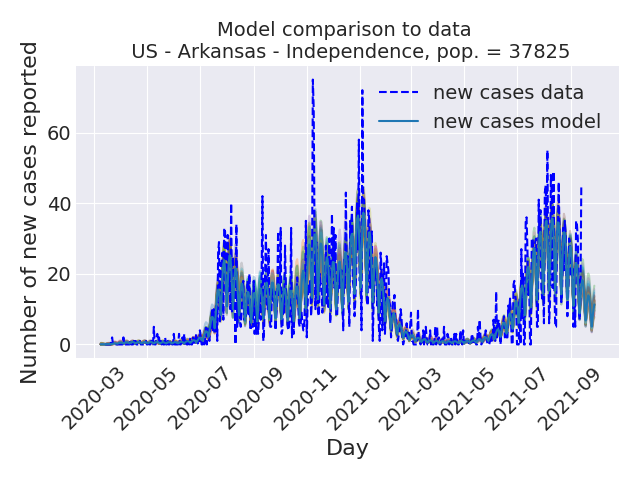 Model comparison to data
US - Arkansas - Independence, pop. = 37825
Number of new cases reported
60
40
20
0
new cases data
new cases model
2020-03
2020-05
2020-07
2020-09
2020-11
2021-01
2021-03
2021-05
2021-07
2021-09
Day